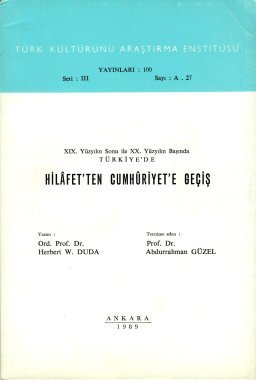 TÜRK KÜLTÜRÜNÜ ARAŞTIRMA ENSTİTÜSÜ
YAYINLARI : 100
Seri : III Sayı : A . 27
XIX. Yüzyılın Sonu ile XX. Yüzyılın Başında
TÜRKİYE'DE
HİLÂFET'TEN CUMHÛRİYET'E GEÇİŞ
Yazan : Tercüme eden :
Ord. Prof. Dr. Prof. Dr.
Herbert W. DUDA Abdurrahman GÜZEL
ANKARA
1989